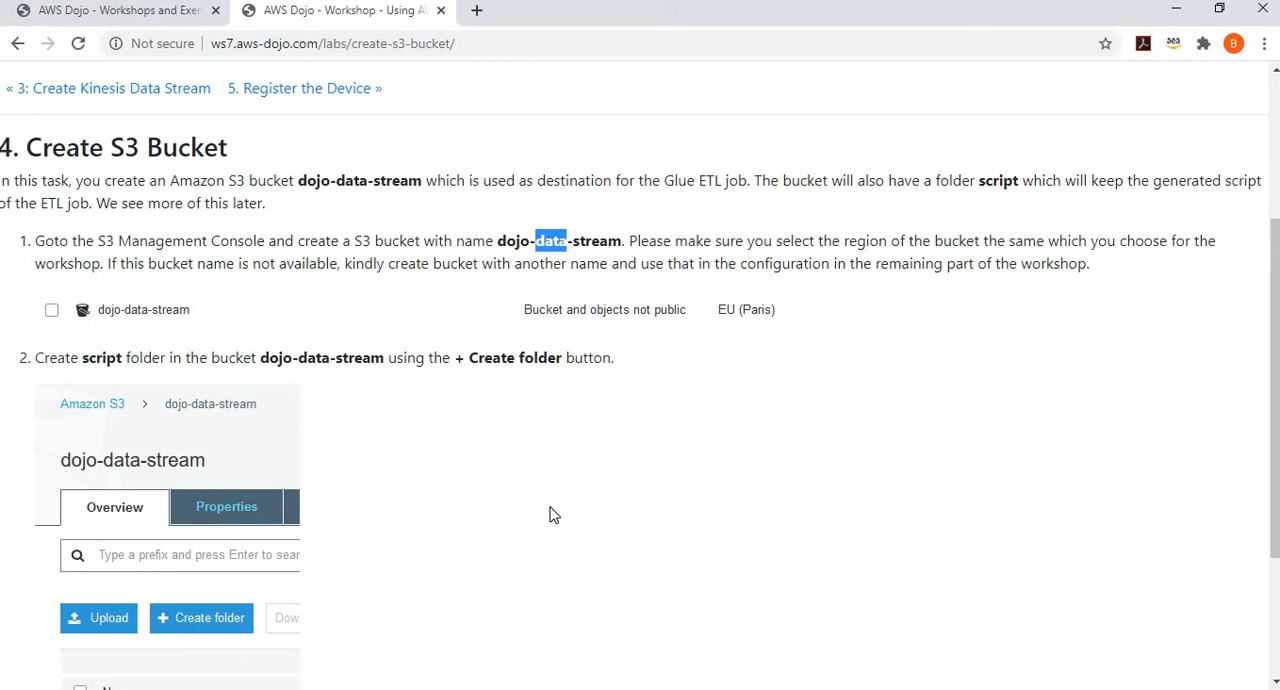 AWS Dojo - Workshops and Exer
AWS Dojo - Workshop - Using AW
Not secure | ws7.aws-dojo.com/labs/create-s3-bucket/
B
« 3: Create Kinesis Data Stream 5. Register the Device »
4. Create S3 Bucket
n this task, you create an Amazon S3 bucket dojo-data-stream which is used as destination for the Glue ETL job. The bucket will also have a folder script which will keep the generated script
of the ETL job. We see more of this later.
1. Goto the S3 Management Console and create a S3 bucket with name dojo-data-stream. Please make sure you select the region of the bucket the same which you choose for the
workshop. If this bucket name is not available, kindly create bucket with another name and use that in the configuration in the remaining part of the workshop.
dojo-data-stream Bucket and objects not public EU (Paris)
2. Create script folder in the bucket dojo-data-stream using the + Create folder button.
Amazon S3 > dojo-data-stream
dojo-data-stream
Overview Properties
Type a prefix and press Enter to sear
Upload + Create folder Dow